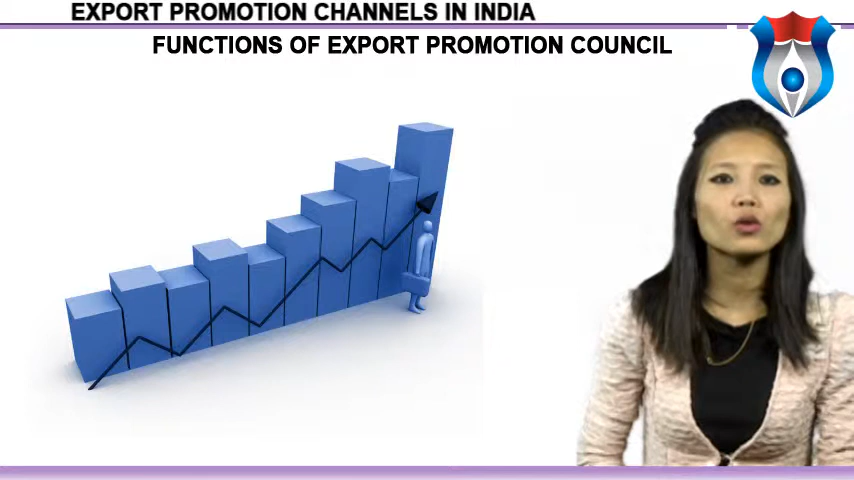 EXPORT PROMOTION CHANNELS IN INDIA
FUNCTIONS OF EXPORT PROMOTION COUNCIL